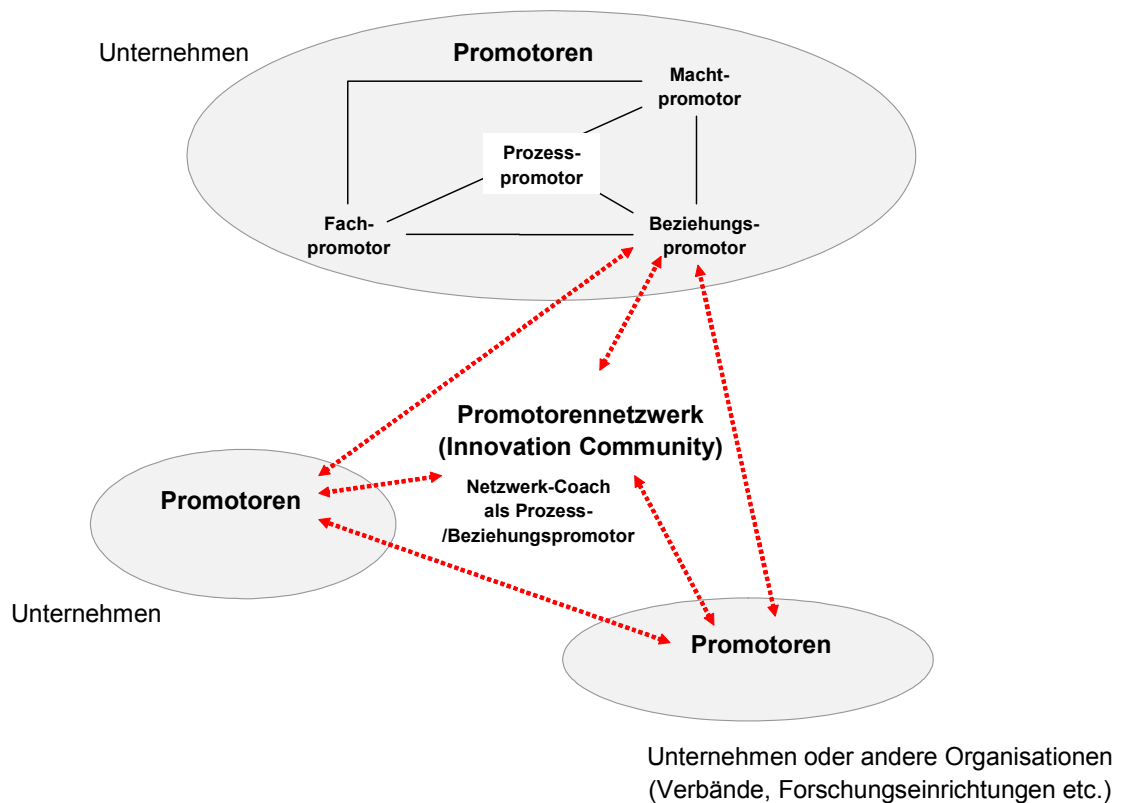 Unternehmen
Promotoren
Macht-
promotor
Prozess-
promotor
Fach-
promotor
Beziehungs-
promotor
Promotorennetzwerk
(Innovation Community)
Netzwerk-Coach
als Prozess-
/Beziehungspromotor
Promotoren
Unternehmen
Promotoren
Unternehmen oder andere Organisationen
(Verbände, Forschungseinrichtungen etc.)